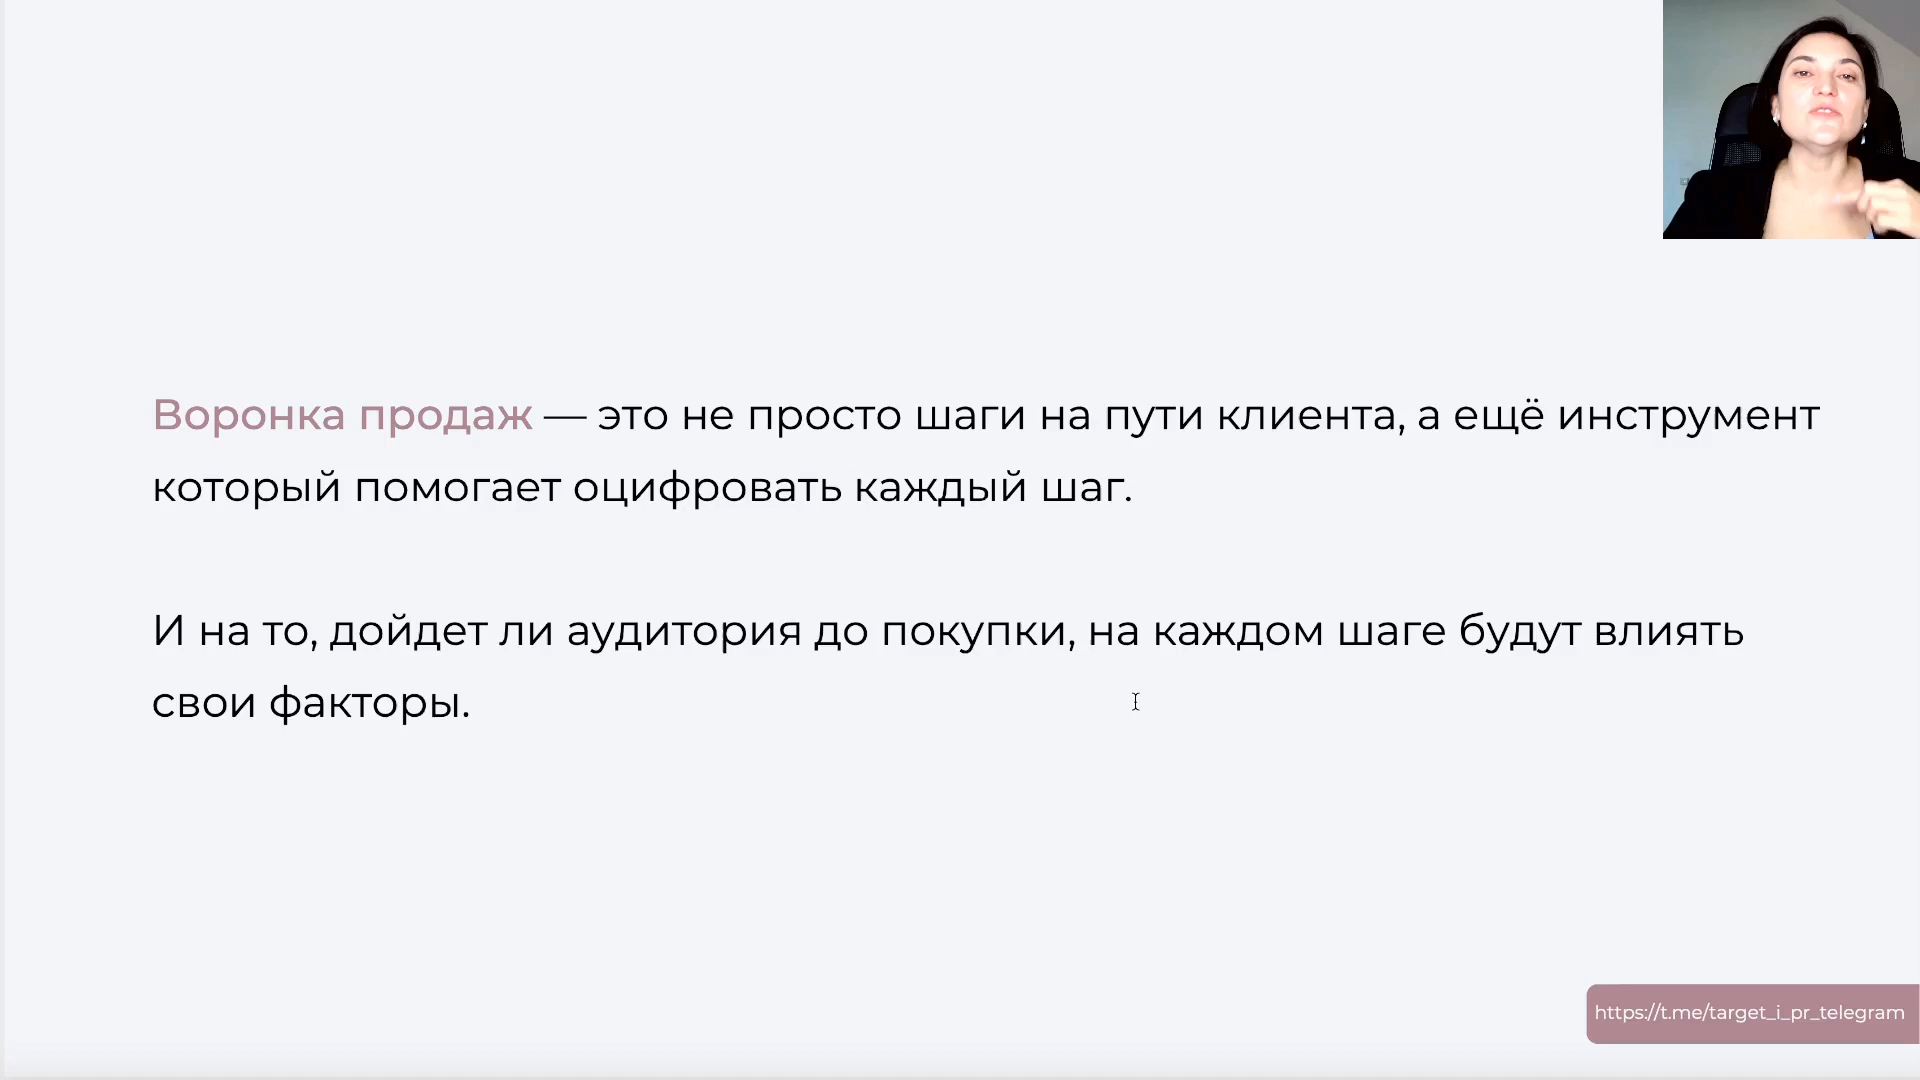 Воронка продаж — это не просто шаги на пути клиента, а ещё инструмент
который помогает оцифровать каждый шаг.
И на то, дойдет ли аудитория до покупки, на каждом шаге будут влиять
свои факторы.
https://t.me/target_i_pr_telegram